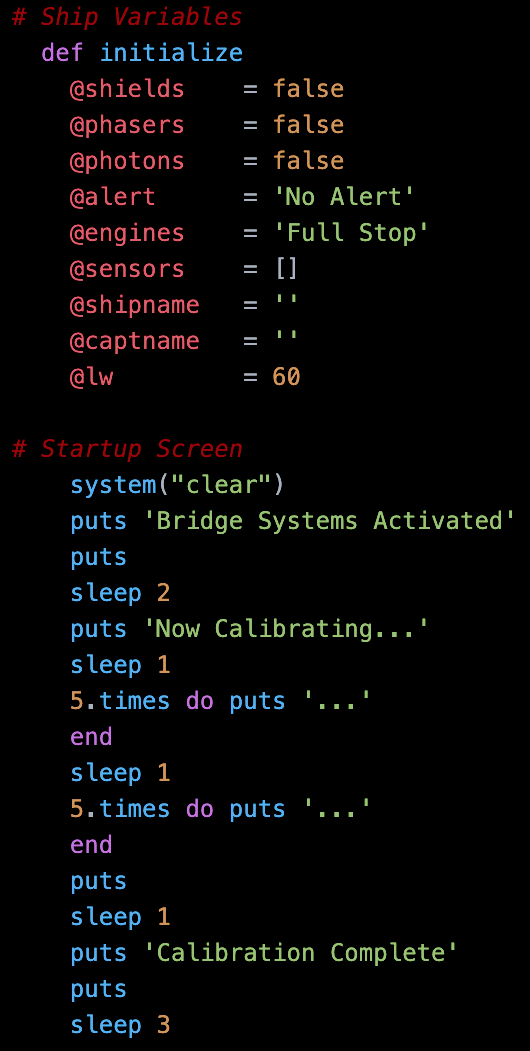 # Ship Variables
  def initialize
    @shields    = false
    @phasers    = false
    @photons    = false
    @alert      = 'No Alert'
    @engines    = 'Full Stop'
    @sensors    = []
    @shipname   = ''
    @captname   = ''
    @lw         = 60

# Startup Screen
    system("clear")
    puts 'Bridge Systems Activated'
    puts
    sleep 2
    puts 'Now Calibrating...'
    sleep 1
    5.times do puts '...'
    end
    sleep 1
    5.times do puts '...'
    end
    puts
    sleep 1
    puts 'Calibration Complete'
    puts
    sleep 3